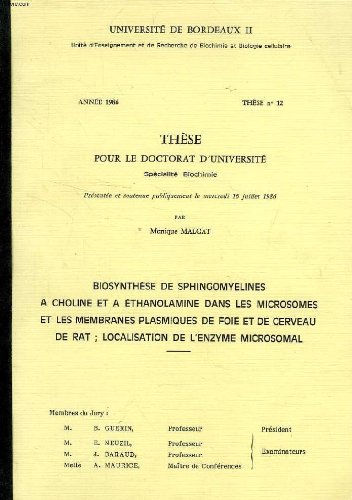 UNIVERSITÉ DE BORDEAUX II
Unité d'Enseignement et de Recherche de Biochimie et Biologie cellulaire
ANNÉE 1986 THÈSE n° 12
THÈSE
POUR LE DOCTORAT D'UNIVERSITÉ
Spécialité Biochimie
Présentée et soutenue publiquement le mercredi 16 juillet 1986
PAR
Monique MALGAT
BIOSYNTHÈSE DE SPHINGOMYELINES
A CHOLINE ET A ÉTHANOLAMINE DANS LES MICROSOMES
ET LES MEMBRANES PLASMIQUES DE FOIE ET DE CERVEAU
DE RAT ; LOCALISATION DE L'ENZYME MICROSOMAL
Membres du Jury :
M. B. GUERIN, Professeur Président
M. E. NEUZIL, Professeur
M. J. BARAUD, Professeur Examinateurs
Melle A. MAURICE, Maître de Conférences